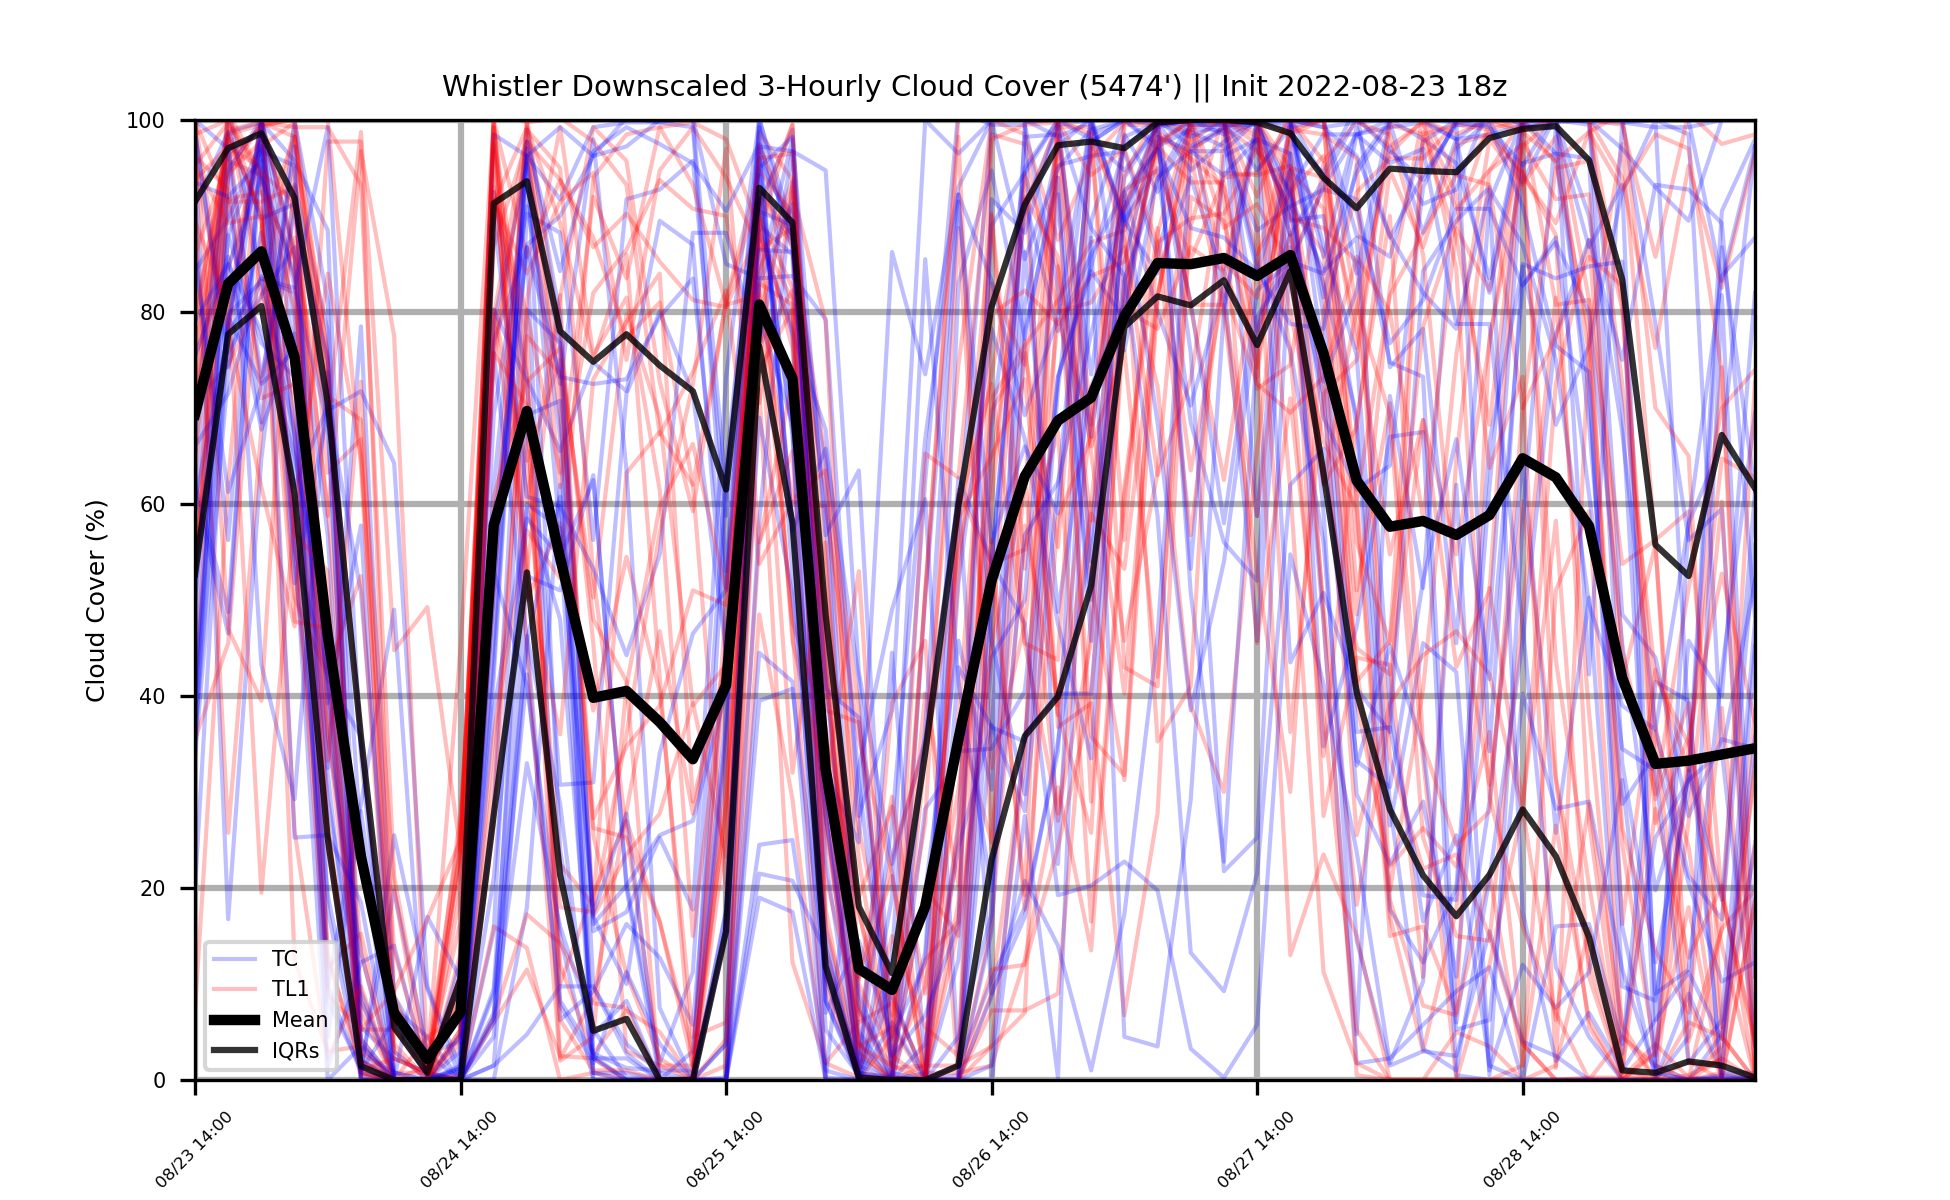 Whistler Downscaled 3-Hourly Cloud Cover (5474') || Init 2022-08-23 18z
Cloud Cover (%)
100
80
60
40
20
0
TC
TL1
Mean
IQRs
08/23 14:00
08/24 14:00
08/25 14:00
08/26 14:00
08/27 14:00
08/28 14:00